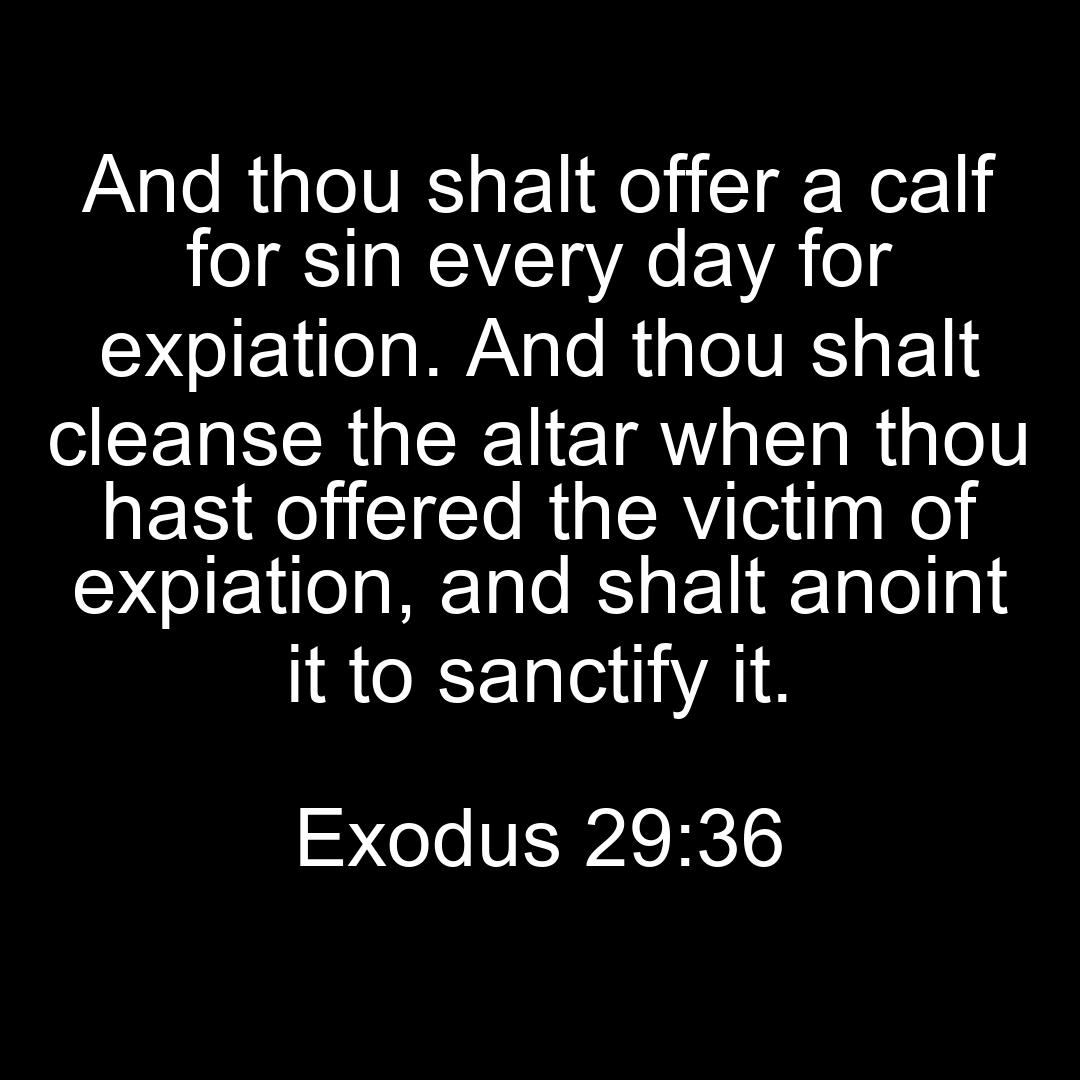 And thou shalt offer a calf
for sin every day for
expiation. And thou shalt
cleanse the altar when thou
hast offered the victim of
expiation, and shalt anoint
it to sanctify it.
Exodus 29:36